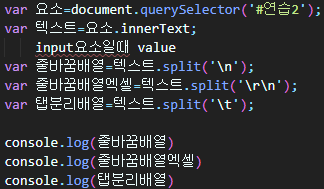 var 요소=document.querySelector('#연습2');
var 텍스트=요소.innerText;
input요소일때 value
var 줄바꿈배열=텍스트.split('\n');
var 줄바꿈배열엑셀=텍스트.split('\r\n');
var 탭분리배열=텍스트.split('\t');
console.log(줄바꿈배열)
console.log(줄바꿈배열엑셀)
console.log(탭분리배열)